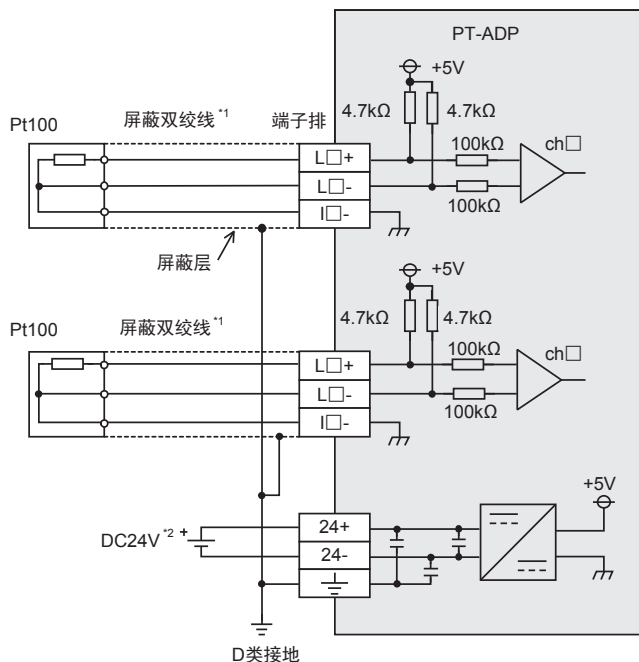 PT-ADP
+5V
4.7kΩ
4.7kΩ
Pt100
屏蔽双绞线 *1
端子排
100kΩ
ch□
L□+
L□-
100kΩ
I□-
屏蔽层
+5V
Pt100
屏蔽双绞线 *1
4.7kΩ
4.7kΩ
100kΩ
ch□
L□+
L□-
100kΩ
I□-
+5V
DC24V *2 +
24+
24-
D类接地